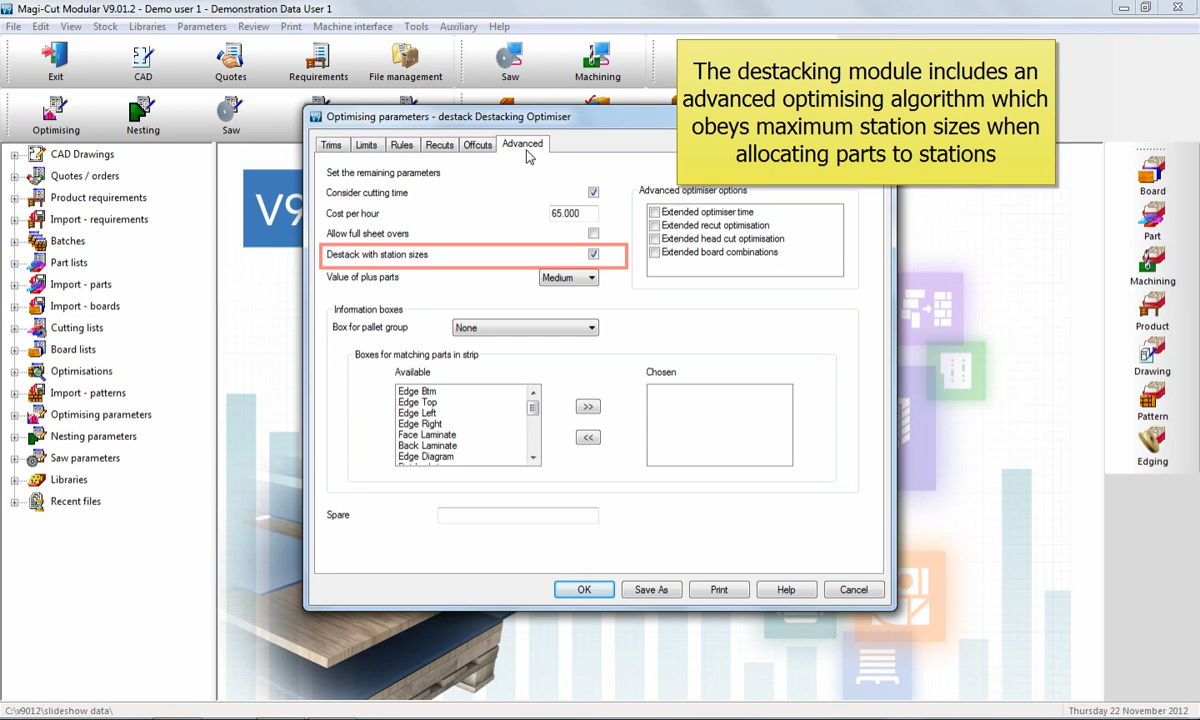 Magi-Cut Modular V9.01.2 - Demo user 1 - Demonstration Data User 1
File Edit View Stock Libraries Parameters Review Print Machine interface Tools Auxiliary Help
Exit CAD Quotes Requirements File management Saw Machining
Optimising Nesting Saw
The destacking module includes an
advanced optimising algorithm which
obeys maximum station sizes when
allocating parts to stations
CAD Drawings
Quotes / orders
Product requirements
Import - requirements
Batches
Part lists
Import - parts
Import - boards
Cutting lists
Board lists
Optimisations
Import - patterns
Optimising parameters
Nesting parameters
Saw parameters
Libraries
Recent files
V9
Optimising parameters - destack Destacking Optimiser
Trims Limits Rules Recuts Offcuts Advanced
Set the remaining parameters
Consider cutting time
Cost per hour 65.000
Allow full sheet overs
Destack with station sizes
Value of plus parts Medium
Advanced optimiser options
Extended optimiser time
Extended recut optimisation
Extended head cut optimisation
Extended board combinations
Information boxes
Box for pallet group None
Boxes for matching parts in strip
Available Chosen
Edge Btm
Edge Top
Edge Left
Edge Right
Face Laminate
Back Laminate
Edge Diagram
>>
<<
Spare
OK Save As Print Help Cancel
Board
Part
Machining
Product
Drawing
Pattern
Edging
C:\v9012\slideshow data\ Thursday 22 November 2012